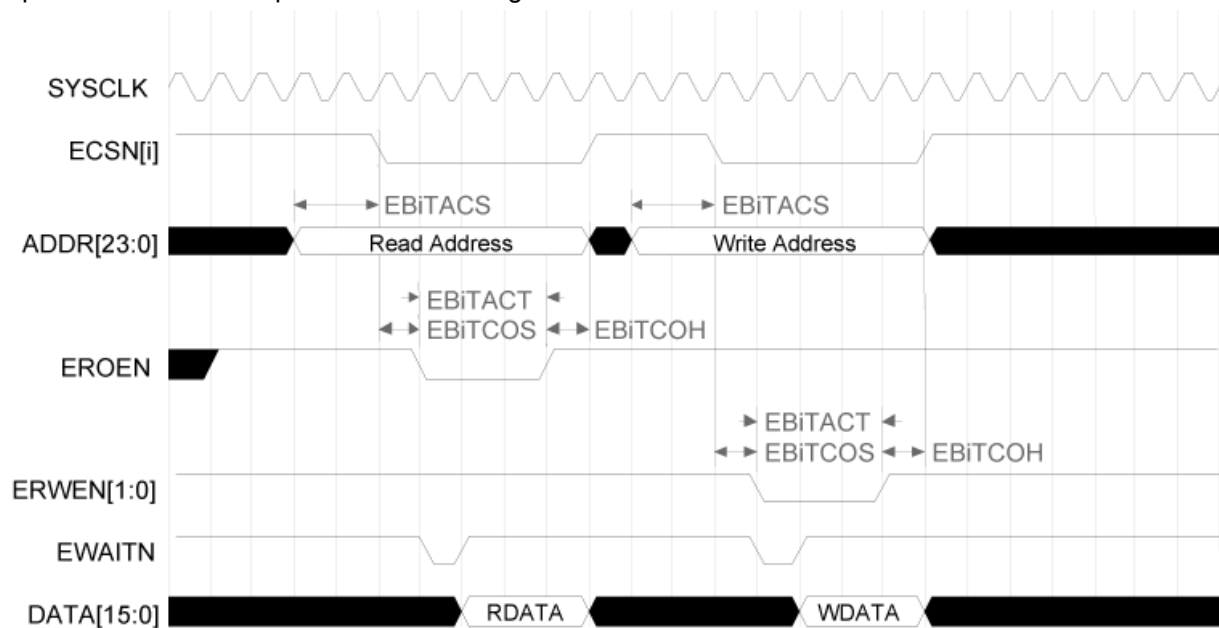 SYSCLK
ECSN[i]
EBiTACS EBiTACS
ADDR[23:0] Read Address Write Address
EBiTACT
EBiTCOS EBiTCOH
EROEN
EBiTACT
EBiTCOS EBiTCOH
ERWEN[1:0]
EWAITN
DATA[15:0] RDATA WDATA